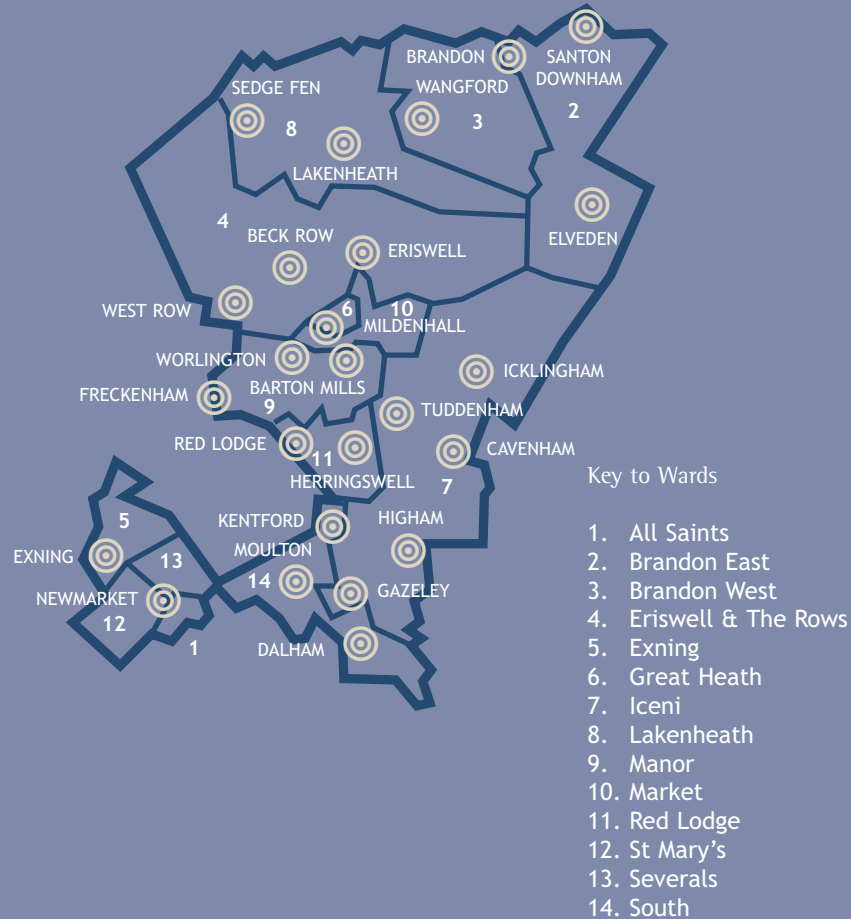 BRANDON
SANTON
DOWNHAM
2
SEDGE FEN
WANGFORD
3
8
LAKENHEATH
4
BECK ROW
ERISWELL
ELVEDEN
WEST ROW
6
10
MILDENHALL
WORLINGTON
BARTON MILLS
ICKLINGHAM
FRECKENHAM
9
TUDDENHAM
RED LODGE
11
HERRINGSWELL
CAVENHAM
7
5
KENTFORD
HIGHAM
EXNING
13
MOULTON
14
GAZELEY
NEWMARKET
12
1
DALHAM
Key to Wards
1. All Saints
2. Brandon East
3. Brandon West
4. Eriswell & The Rows
5. Exning
6. Great Heath
7. Iceni
8. Lakenheath
9. Manor
10. Market
11. Red Lodge
12. St Mary's
13. Severals
14. South